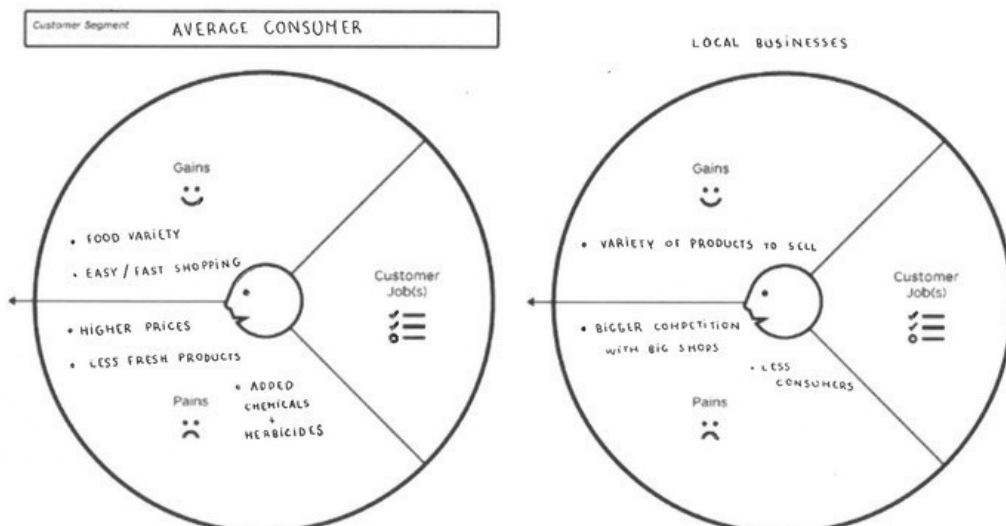 Customer Segment AVERAGE CONSUMER
Gains
• FOOD VARIETY
• EASY / FAST SHOPPING
Customer
Job(s)
• HIGHER PRICES
• LESS FRESH PRODUCTS
• ADDED
CHEMICALS
+
HERBICIDES
Pains
LOCAL BUSINESSES
Gains
• VARIETY OF PRODUCTS TO SELL
Customer
Job(s)
• BIGGER COMPETITION
WITH BIG SHOPS
• LESS
CONSUMERS
Pains